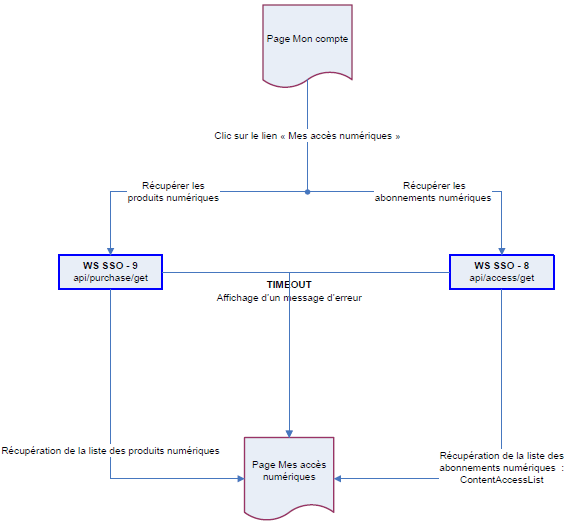 Page Mon compte
Clic sur le lien « Mes accès numériques »
Récupérer les
produits numériques
Récupérer les
abonnements numériques
WS SSO - 9
api/purchase/get
WS SSO - 8
api/access/get
TIMEOUT
Affichage d'un message d'erreur
Récupération de la liste des produits numériques
Page Mes accès
numériques
Récupération de la liste des
abonnements numériques :
ContentAccessList